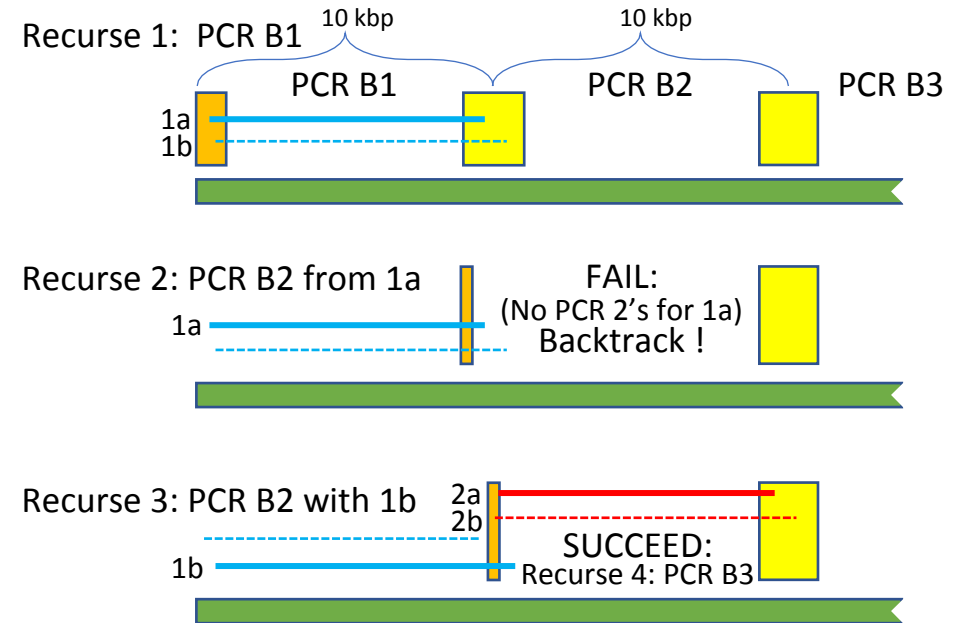 10 kbp
10 kbp
Recurse 1: PCR B1
PCR B1
PCR B2
PCR B3
1a
1b
Recurse 2: PCR B2 from 1a
FAIL:
(No PCR 2’s for 1a)
Backtrack !
1a
Recurse 3: PCR B2 with 1b
2a
2b
SUCCEED:
Recurse 4: PCR B3
1b